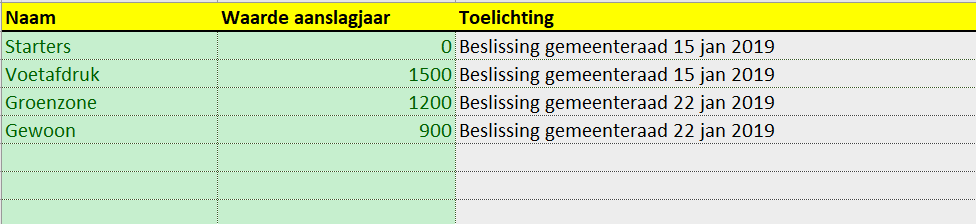 Naam Waarde aanslagjaar Toelichting
Starters 0 Beslissing gemeenteraad 15 jan 2019
Voetafdruk 1500 Beslissing gemeenteraad 15 jan 2019
Groenzone 1200 Beslissing gemeenteraad 22 jan 2019
Gewoon 900 Beslissing gemeenteraad 22 jan 2019